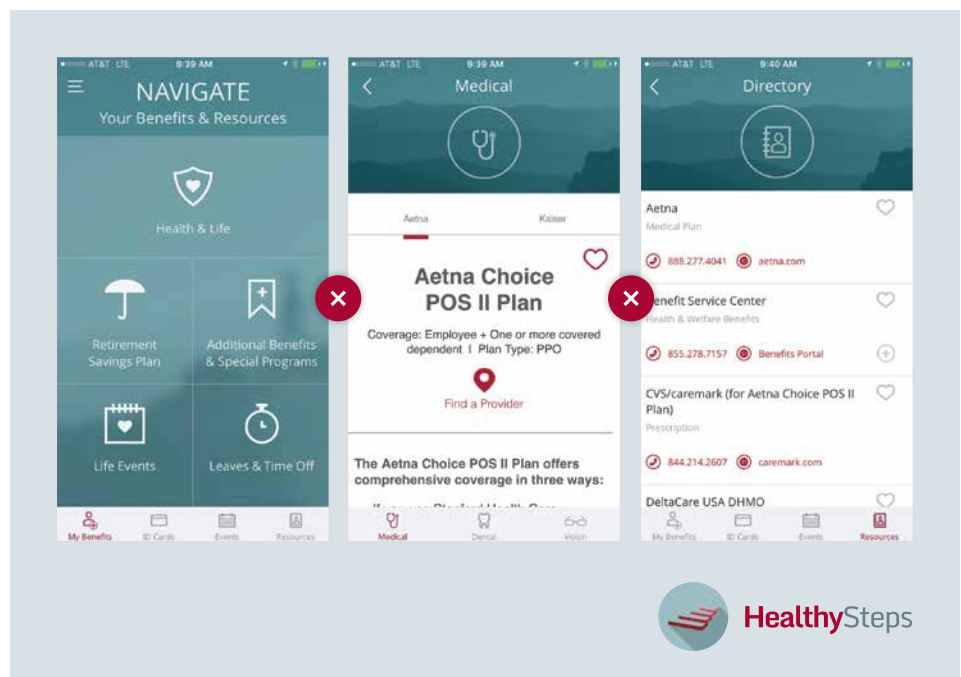 AT&T LTE 9:39 AM
NAVIGATE
Your Benefits & Resources
Health & Life
Retirement
Savings Plan
Additional Benefits
& Special Programs
Life Events
Leaves & Time Off
My Benefits ID Cards Events Resources
AT&T LTE 9:39 AM
Medical
Aetna Kaiser
Aetna Choice
POS II Plan
Coverage: Employee + One or more covered
dependent | Plan Type: PPO
Find a Provider
The Aetna Choice POS II Plan offers
comprehensive coverage in three ways:
If you use Stanford Health Care
Medical Dental Vision
AT&T LTE 9:40 AM
Directory
Aetna
Medical Plan
888.277.4041 aetna.com
Benefit Service Center
Health & Welfare Benefits
855.278.7157 Benefits Portal
CVS/caremark (for Aetna Choice POS II
Plan)
Prescription
844.214.2607 caremark.com
DeltaCare USA DHMO
My Benefits ID Cards Events Resources
HealthySteps